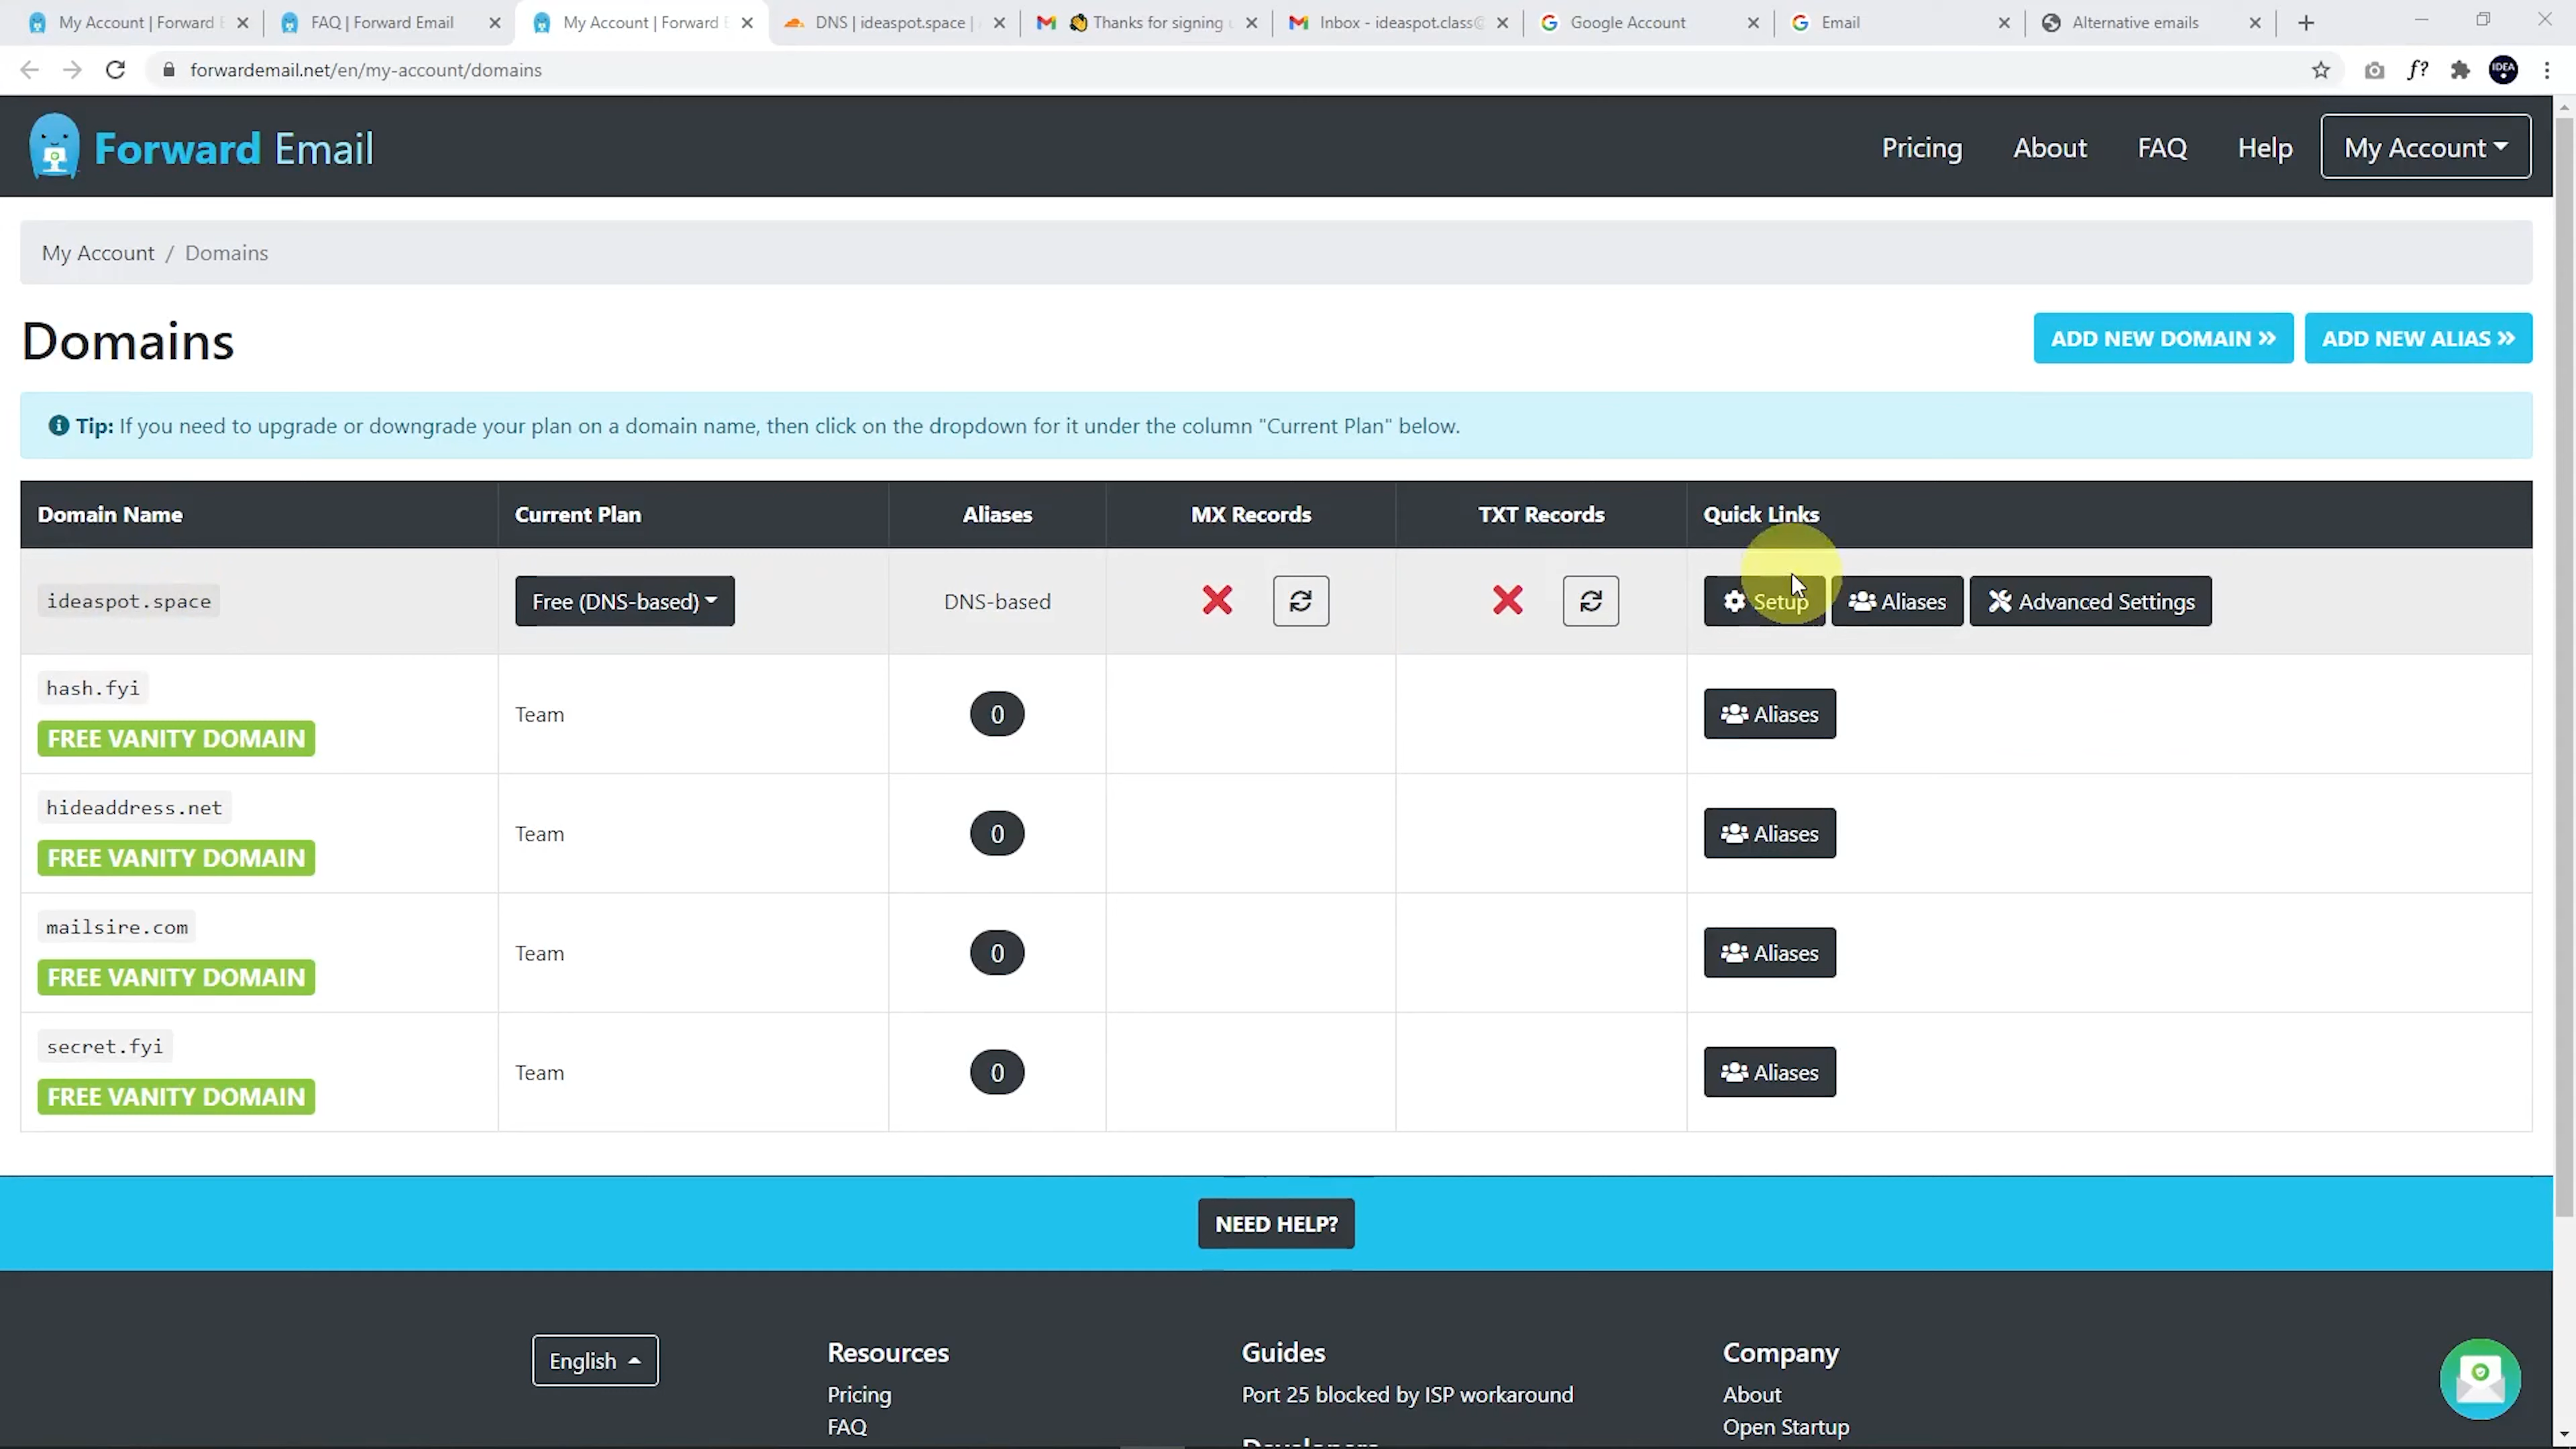 My Account | Forward E
FAQ | Forward Email
My Account | Forward E
DNS | ideaspot.space |
Thanks for signing u
Inbox - ideaspot.class@
Google Account
Email
Alternative emails
forwardemail.net/en/my-account/domains
f?
IDEA
Forward Email
Pricing
About
FAQ
Help
My Account
My Account / Domains
Domains
ADD NEW DOMAIN »
ADD NEW ALIAS »
Tip: If you need to upgrade or downgrade your plan on a domain name, then click on the dropdown for it under the column "Current Plan" below.
Domain Name
Current Plan
Aliases
MX Records
TXT Records
Quick Links
ideaspot.space
Free (DNS-based)
DNS-based
Setup
Aliases
Advanced Settings
hash.fyi
FREE VANITY DOMAIN
Team
0
Aliases
hideaddress.net
FREE VANITY DOMAIN
Team
0
Aliases
mailsire.com
FREE VANITY DOMAIN
Team
0
Aliases
secret.fyi
FREE VANITY DOMAIN
Team
0
Aliases
NEED HELP?
English
Resources
Pricing
FAQ
Guides
Port 25 blocked by ISP workaround
Company
About
Open Startup